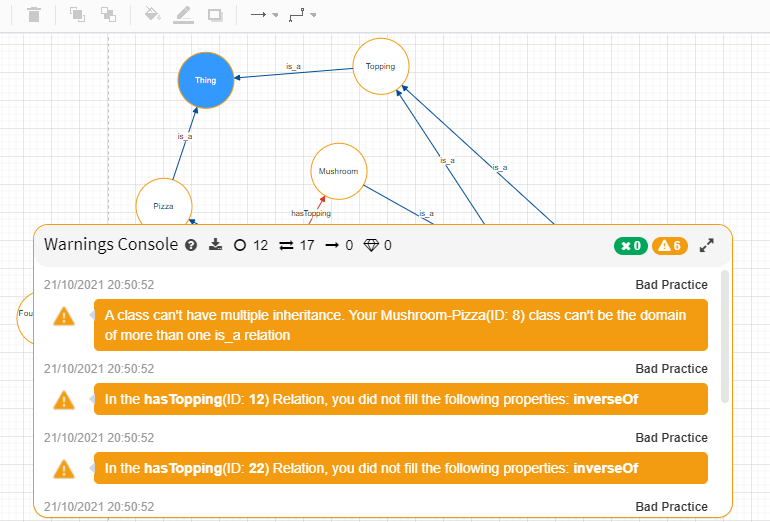 is_a
Topping
Thing
is_a
is_a
is_a
Mushroom
Pizza
hasTopping
is_a
Warnings Console 12 17 0 0 0 6
21/10/2021 20:50:52 Bad Practice
A class can't have multiple inheritance. Your Mushroom-Pizza(ID: 8) class can't be the domain
of more than one is_a relation
Fou
21/10/2021 20:50:52 Bad Practice
In the hasTopping(ID: 12) Relation, you did not fill the following properties: inverseOf
21/10/2021 20:50:52 Bad Practice
In the hasTopping(ID: 22) Relation, you did not fill the following properties: inverseOf
21/10/2021 20:50:52 Bad Practice